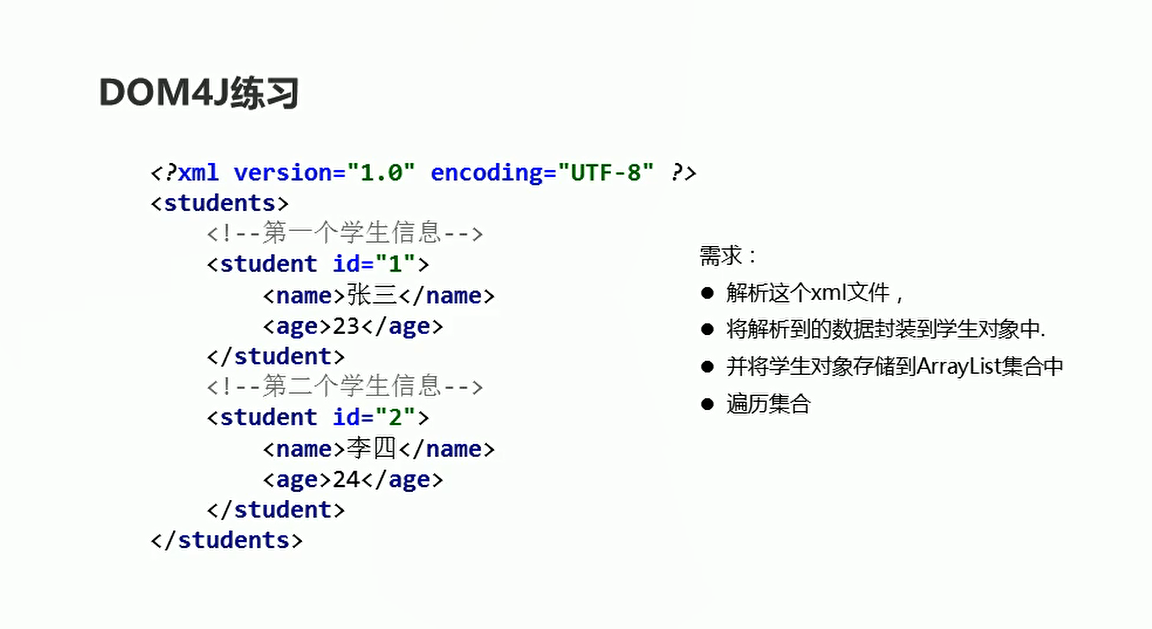 DOM4J练习
<?xml version="1.0" encoding="UTF-8" ?>
<students>
    <!--第一个学生信息-->
    <student id="1">
        <name>张三</name>
        <age>23</age>
    </student>
    <!--第二个学生信息-->
    <student id="2">
        <name>李四</name>
        <age>24</age>
    </student>
</students>
需求：
● 解析这个xml文件，
● 将解析到的数据封装到学生对象中.
● 并将学生对象存储到ArrayList集合中
● 遍历集合